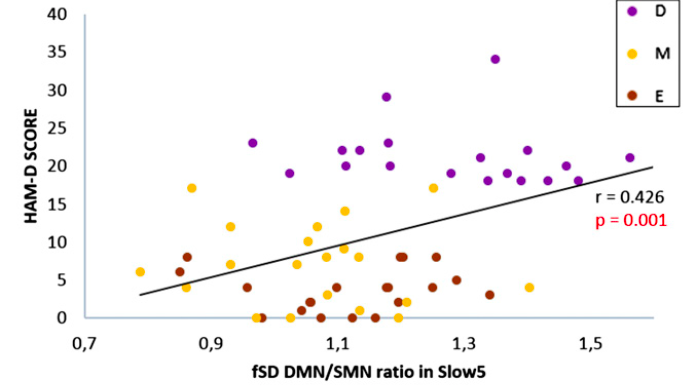 40
35
30
25
20
15
10
5
0
HAM-D SCORE
0,7
0,9
1,1
1,3
1,5
fSD DMN/SMN ratio in Slow5
D
M
E
r = 0.426
p = 0.001